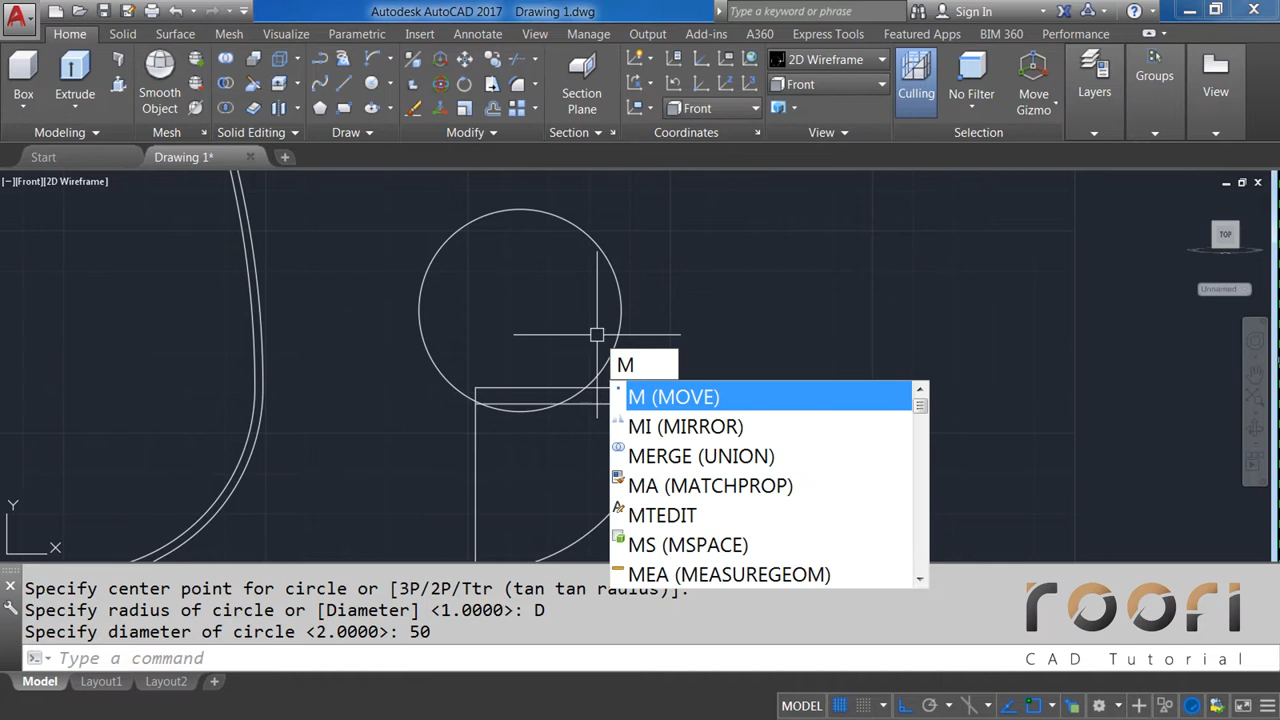 Autodesk AutoCAD 2017 Drawing 1.dwg
Type a keyword or phrase
Sign In
Home Solid Surface Mesh Visualize Parametric Insert Annotate View Manage Output Add-ins A360 Express Tools Featured Apps BIM 360 Performance
Box
Extrude
Smooth
Object
Section
Plane
2D Wireframe
Front
Front
Culling
No Filter
Move
Gizmo
Layers
Groups
View
Modeling
Mesh
Solid Editing
Draw
Modify
Section
Coordinates
View
Selection
Start
Drawing 1*
[−][Front][2D Wireframe]
TOP
Unnamed
M
M (MOVE)
MI (MIRROR)
MERGE (UNION)
MA (MATCHPROP)
MTEDIT
MS (MSPACE)
MEA (MEASUREGEOM)
Y
X
Specify center point for circle or [3P/2P/Ttr (tan tan radius)]:
Specify radius of circle or [Diameter] <1.0000>: D
Specify diameter of circle <2.0000>: 50
Type a command
roori
CAD Tutorial
Model Layout1 Layout2
MODEL